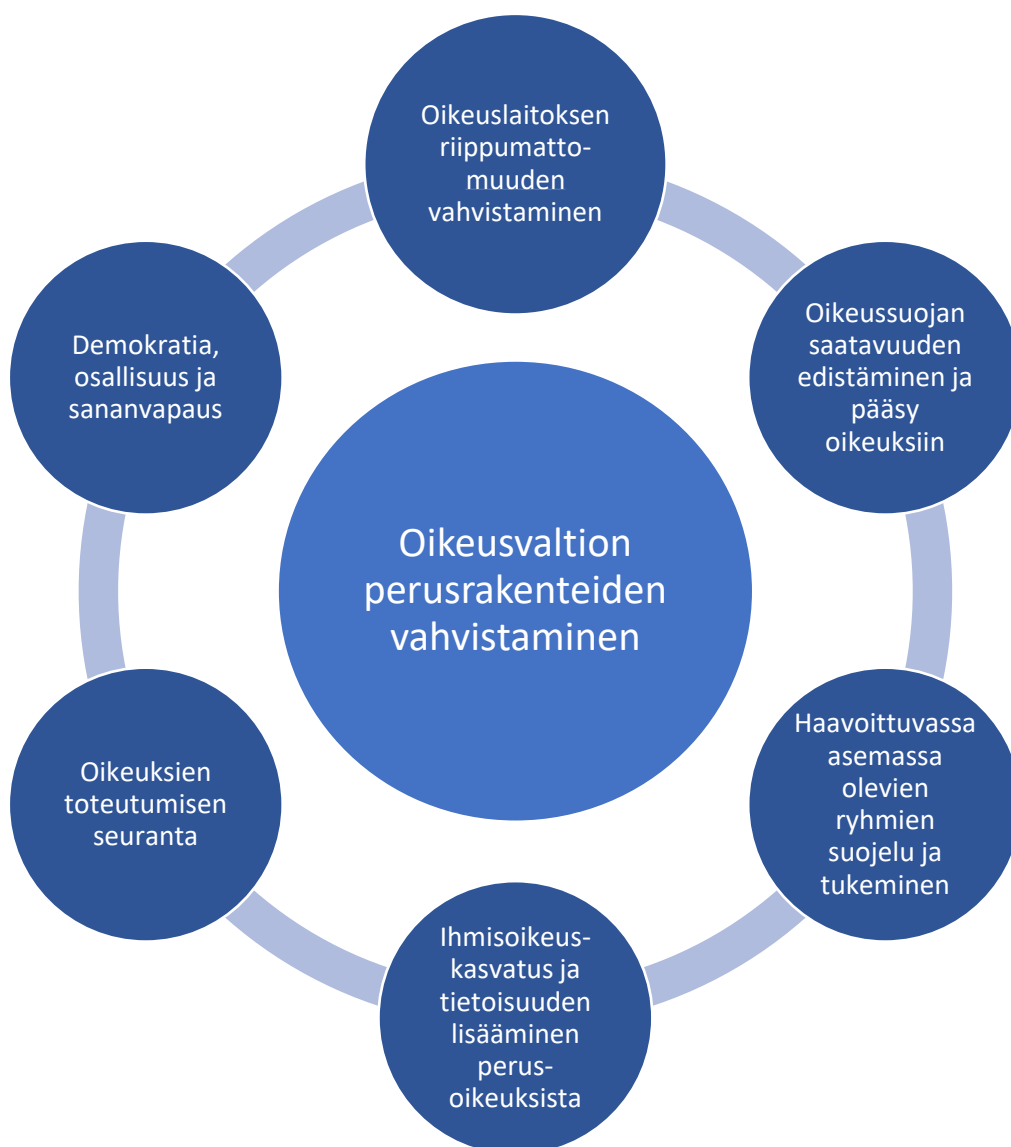 Oikeuslaitoksen
riippumatto-
muuden
vahvistaminen
Oikeussuojan
saatavuuden
edistäminen ja
pääsy
oikeuksiin
Haavoittuvassa
asemassa
olevien
ryhmien
suojelu ja
tukeminen
Ihmisoikeus-
kasvatus ja
tietoisuuden
lisääminen
perus-
oikeuksista
Oikeuksien
toteutumisen
seuranta
Demokratia,
osallisuus ja
sananvapaus
Oikeusvaltion
perusrakenteiden
vahvistaminen